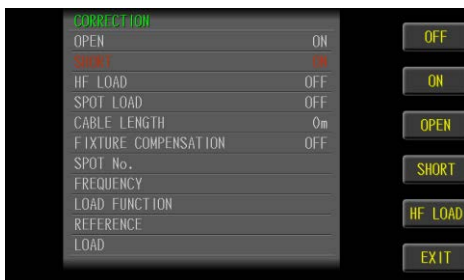 CORRECTION
OPEN ON
SHORT ON
HF LOAD OFF
SPOT LOAD OFF
CABLE LENGTH 0m
FIXTURE COMPENSATION OFF
SPOT No.
FREQUENCY
LOAD FUNCTION
REFERENCE
LOAD
OFF
ON
OPEN
SHORT
HF LOAD
EXIT